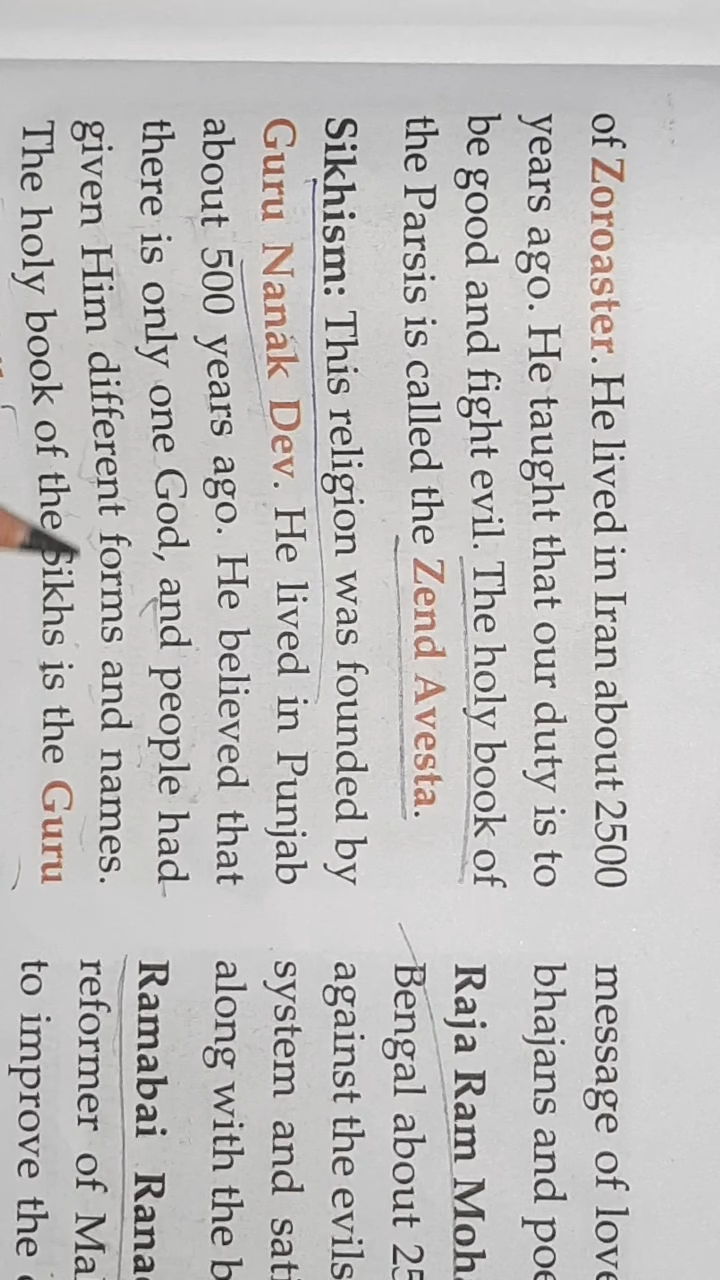 of Zoroaster. He lived in Iran about 2500
years ago. He taught that our duty is to
be good and fight evil. The holy book of
the Parsis is called the Zend Avesta.
Sikhism: This religion was founded by
Guru Nanak Dev. He lived in Punjab
about 500 years ago. He believed that
there is only one God, and people had
given Him different forms and names.
The holy book of the Sikhs is the Guru
message of love
bhajans and poe
Raja Ram Moh
Bengal about 25
against the evils
system and sati
along with the b
Ramabai Rana
reformer of Ma
to improve the